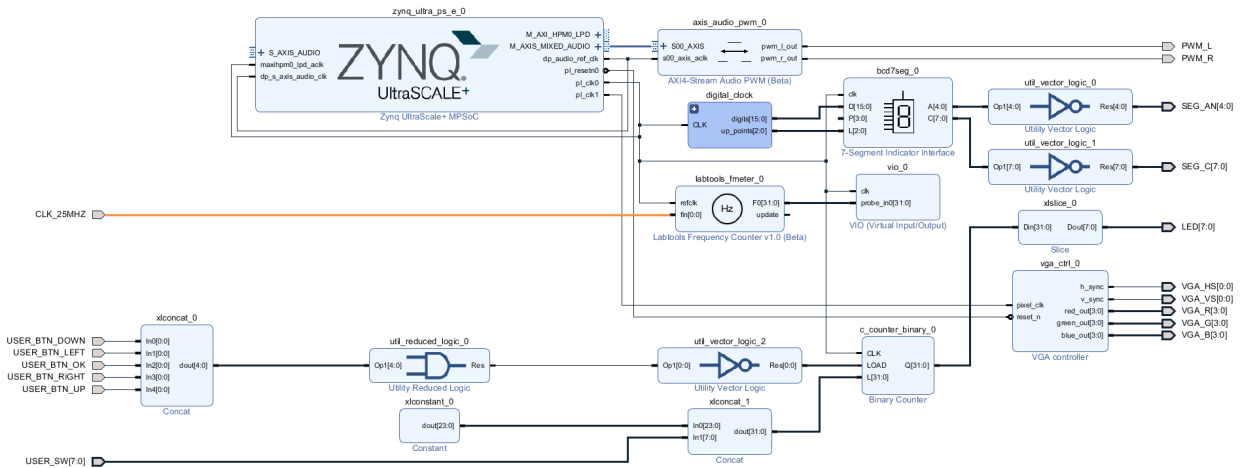 zynq_ultra_ps_e_0
S_AXIS_AUDIO
maxihpm0_lpd_aclk
dp_s_axis_audio_clk
ZYNQ
UltraSCALE+
M_AXI_HPM0_LPD
M_AXIS_MIXED_AUDIO
dp_audio_ref_clk
pl_resetn0
pl_clk0
pl_clk1
Zynq UltraScale+ MPSoC
axis_audio_pwm_0
S00_AXIS
s00_axis_aclk
pwm_l_out
pwm_r_out
AXI4-Stream Audio PWM (Beta)
PWM_L
PWM_R
digital_clock
CLK
digits[15:0]
up_points[2:0]
bcd7seg_0
clk
D[15:0]
P[3:0]
L[2:0]
A[4:0]
C[7:0]
7-Segment Indicator Interface
util_vector_logic_0
Op1[4:0]
Res[4:0]
Utility Vector Logic
SEG_AN[4:0]
util_vector_logic_1
Op1[7:0]
Res[7:0]
Utility Vector Logic
SEG_C[7:0]
labtools_fmeter_0
refclk
fin[0:0]
Hz
F0[31:0]
update
Labtools Frequency Counter v1.0 (Beta)
vio_0
clk
probe_in0[31:0]
VIO (Virtual Input/Output)
CLK_25MHZ
xlslice_0
Din[31:0]
Dout[7:0]
Slice
LED[7:0]
vga_ctrl_0
pixel_clk
reset_n
h_sync
v_sync
red_out[3:0]
green_out[3:0]
blue_out[3:0]
VGA controller
VGA_HS[0:0]
VGA_VS[0:0]
VGA_R[3:0]
VGA_G[3:0]
VGA_B[3:0]
xlconcat_0
USER_BTN_DOWN
USER_BTN_LEFT
USER_BTN_OK
USER_BTN_RIGHT
USER_BTN_UP
In0[0:0]
In1[0:0]
In2[0:0]
In3[0:0]
In4[0:0]
dout[4:0]
Concat
util_reduced_logic_0
Op1[4:0]
Res
Utility Reduced Logic
util_vector_logic_2
Op1[0:0]
Res[0:0]
Utility Vector Logic
c_counter_binary_0
CLK
LOAD
L[31:0]
Q[31:0]
Binary Counter
xlconstant_0
dout[23:0]
Constant
xlconcat_1
In0[23:0]
In1[7:0]
dout[31:0]
Concat
USER_SW[7:0]